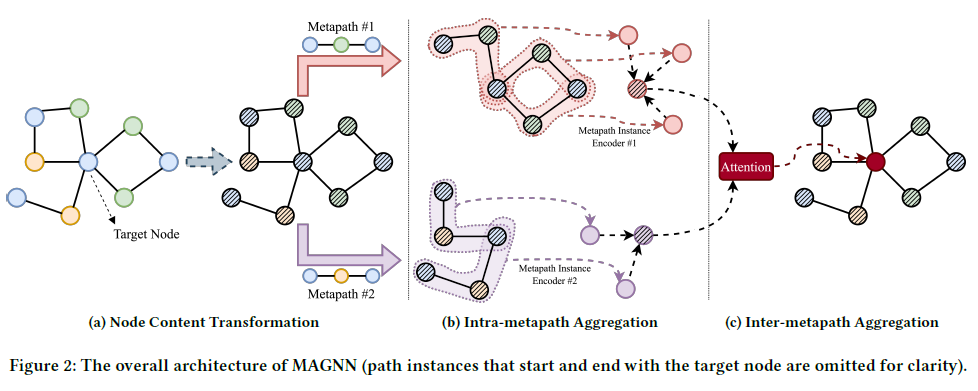 Metapath #1
Target Node
Metapath #2
(a) Node Content Transformation
Metapath Instance
Encoder #1
Metapath Instance
Encoder #2
(b) Intra-metapath Aggregation
Attention
(c) Inter-metapath Aggregation
Figure 2: The overall architecture of MAGNN (path instances that start and end with the target node are omitted for clarity).